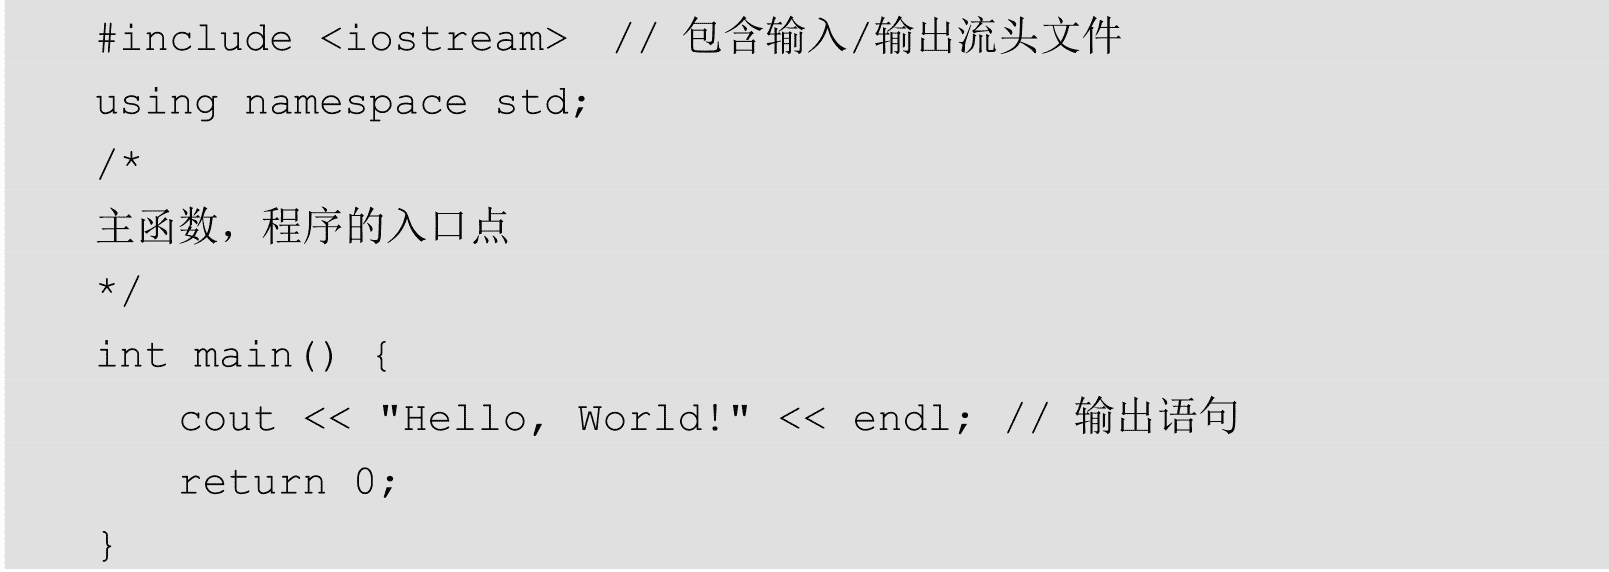 #include <iostream>  // 包含输入/输出流头文件
using namespace std;
/*
主函数，程序的入口点
*/
int main() {
   cout << "Hello, World!" << endl; // 输出语句
   return 0;
}